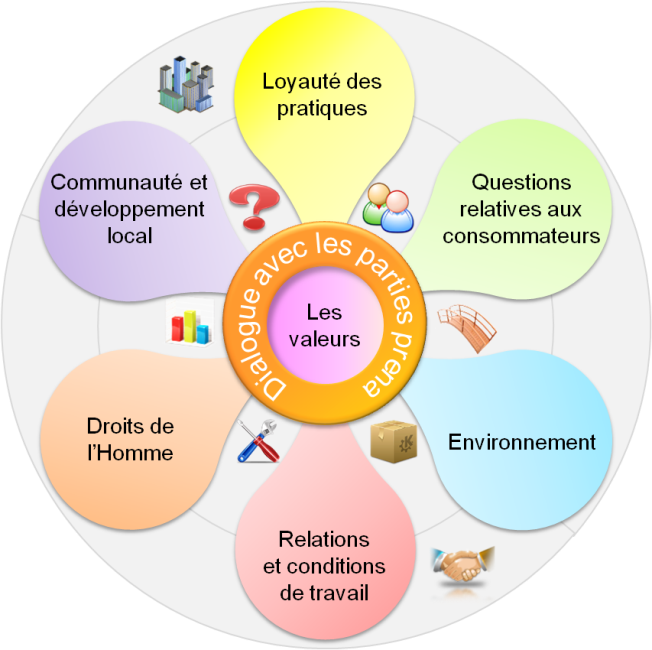 Loyauté des
pratiques
Questions
relatives aux
consommateurs
Environnement
Relations
et conditions
de travail
Droits de
l’Homme
Communauté et
développement
local
Dialogue avec les parties prena
Les
valeurs